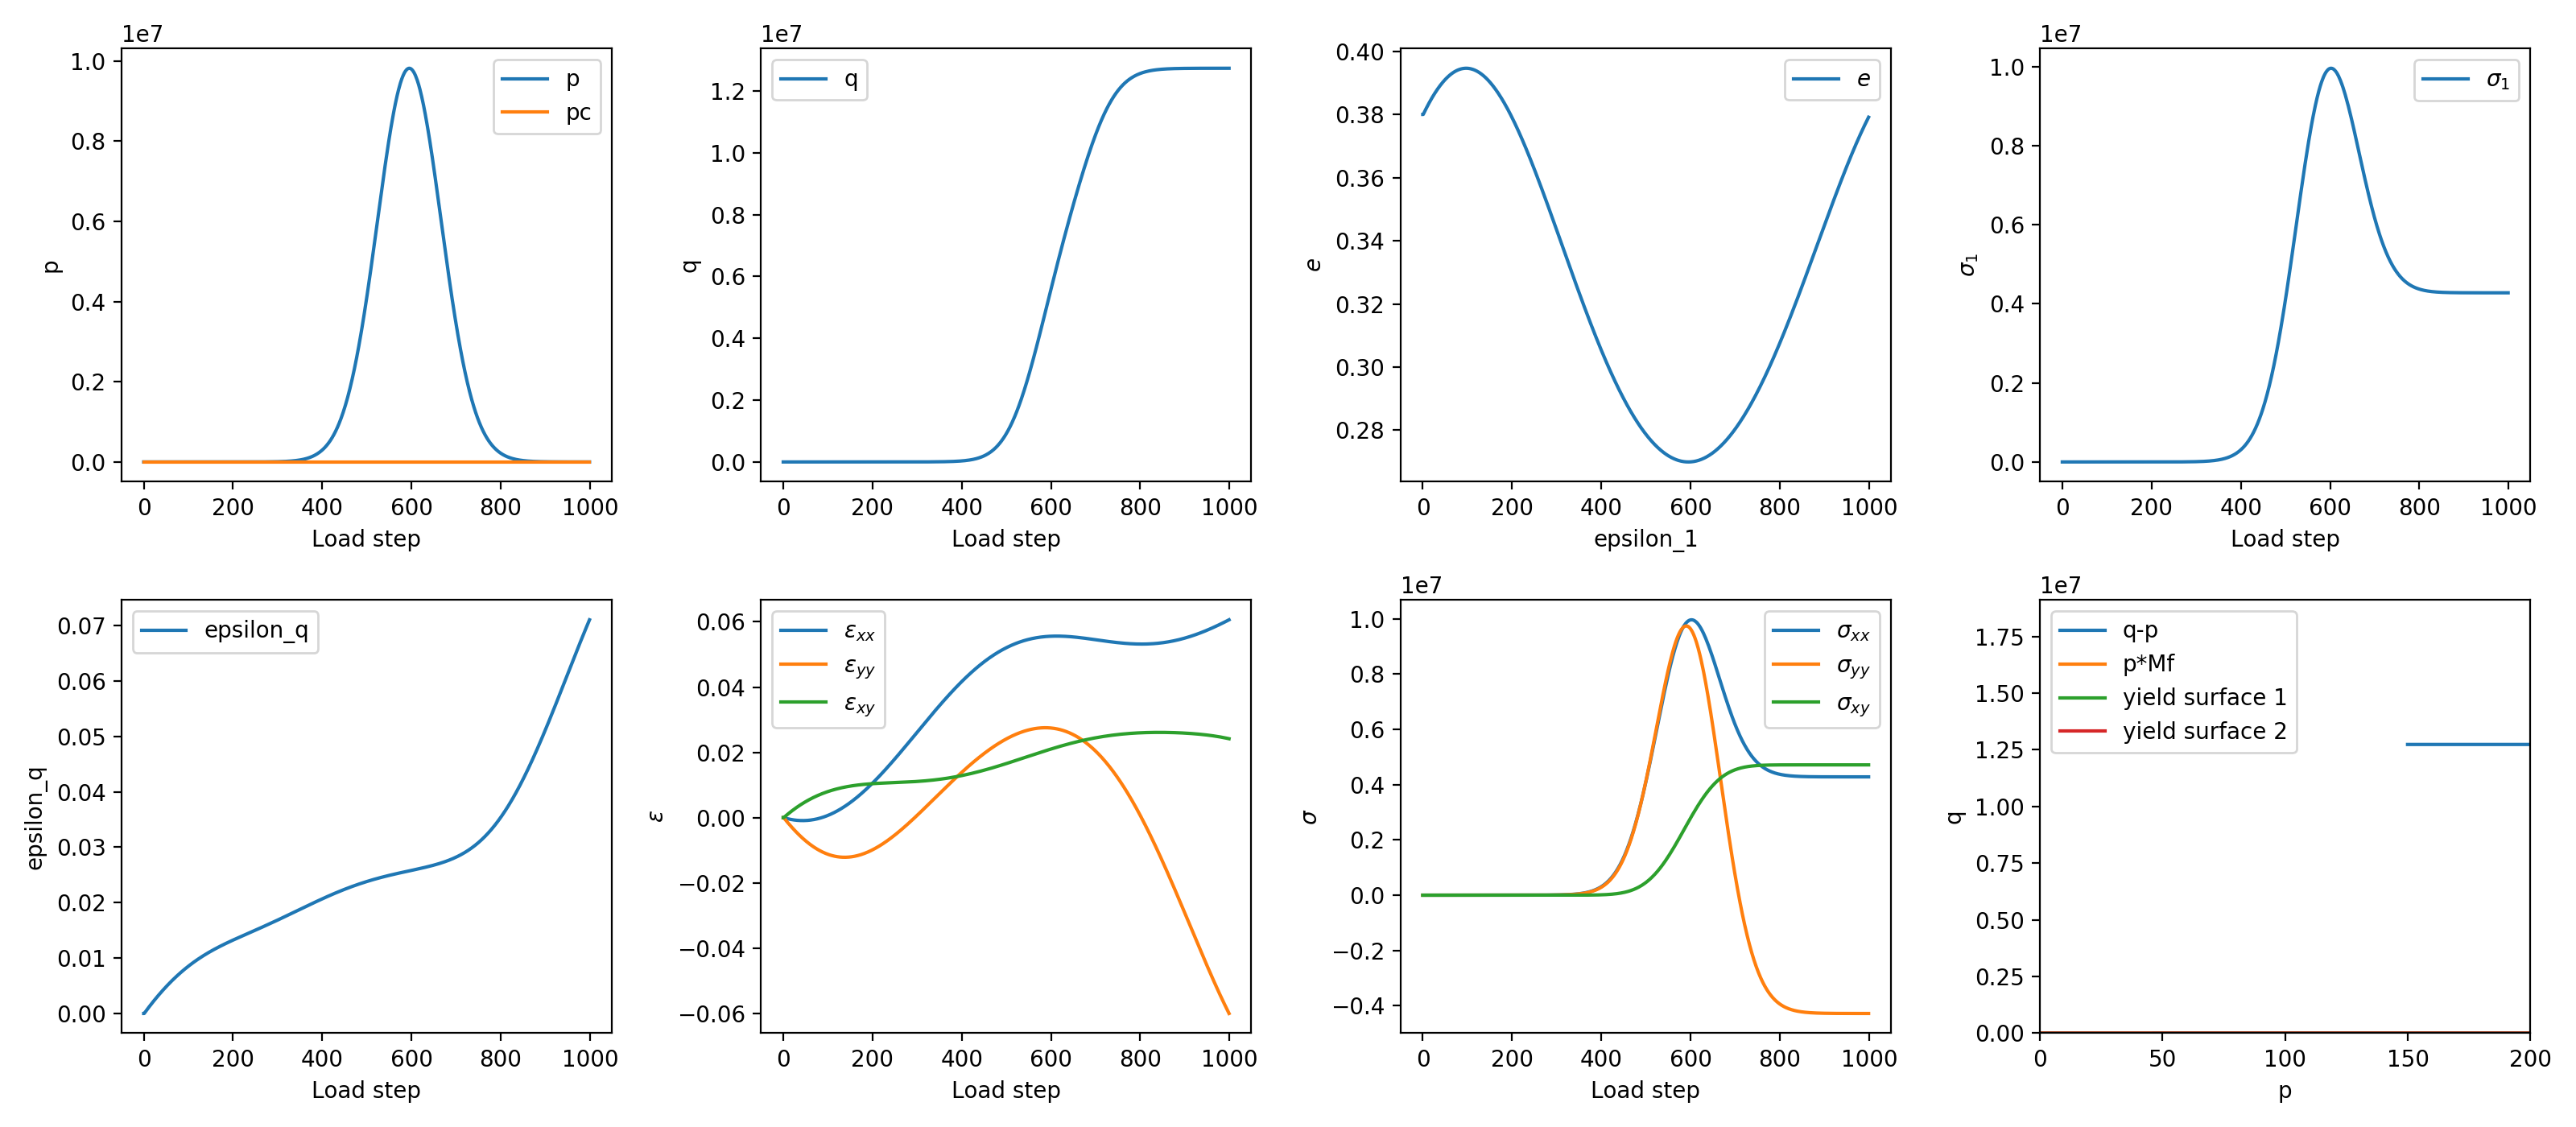 1e7
p
pc
p
1.0
0.8
0.6
0.4
0.2
0.0
0 200 400 600 800 1000
Load step
1e7
q
q
1.2
1.0
0.8
0.6
0.4
0.2
0.0
0 200 400 600 800 1000
Load step
e
e
0.40
0.38
0.36
0.34
0.32
0.30
0.28
0 200 400 600 800 1000
epsilon_1
1e7
σ₁
σ₁
1.0
0.8
0.6
0.4
0.2
0.0
0 200 400 600 800 1000
Load step
epsilon_q
epsilon_q
0.07
0.06
0.05
0.04
0.03
0.02
0.01
0.00
0 200 400 600 800 1000
Load step
εxx
εyy
εxy
ε
0.06
0.04
0.02
0.00
−0.02
−0.04
−0.06
0 200 400 600 800 1000
Load step
1e7
σxx
σyy
σxy
σ
1.0
0.8
0.6
0.4
0.2
0.0
−0.2
−0.4
0 200 400 600 800 1000
Load step
1e7
q-p
p*Mf
yield surface 1
yield surface 2
q
1.75
1.50
1.25
1.00
0.75
0.50
0.25
0.00
0 50 100 150 200
p